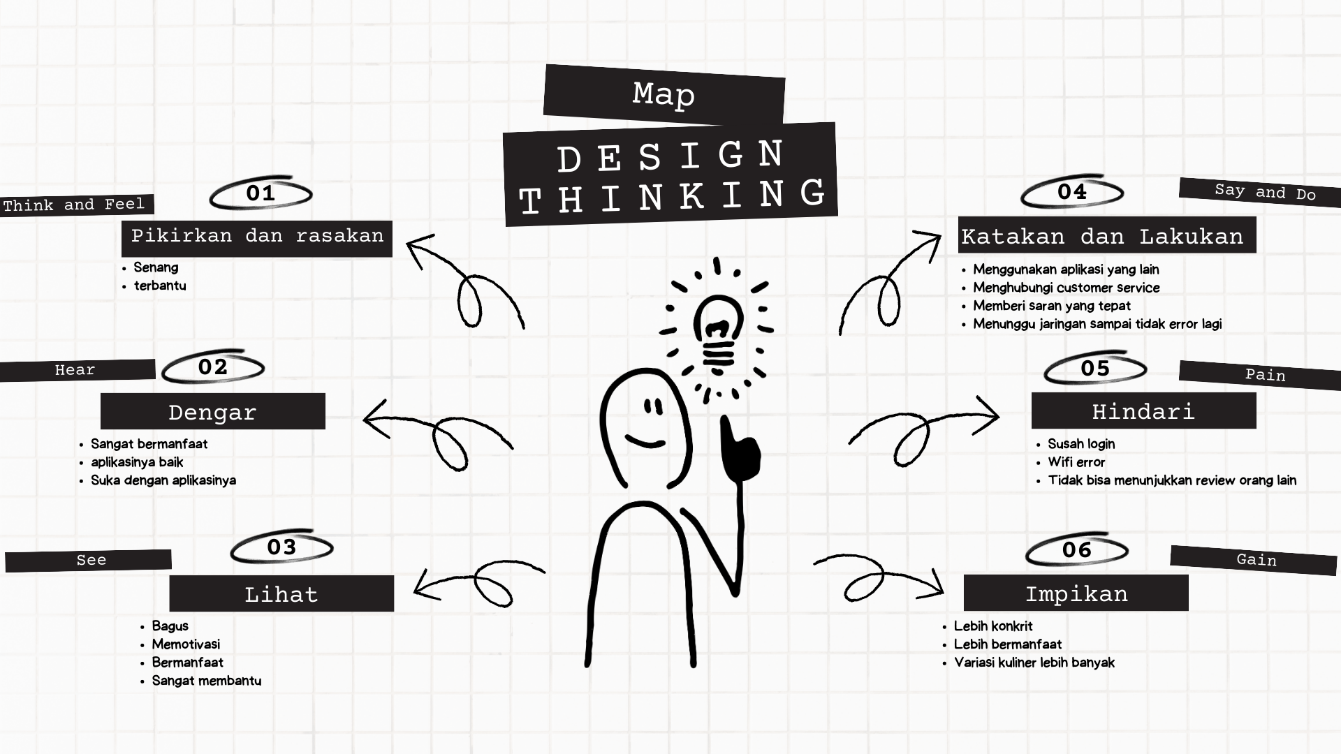 Map
DESIGN
THINKING
Think and Feel
01
Pikirkan dan rasakan
• Senang
• terbantu
Hear
02
Dengar
• Sangat bermanfaat
• aplikasinya baik
• Suka dengan aplikasinya
See
03
Lihat
• Bagus
• Memotivasi
• Bermanfaat
• Sangat membantu
04
Say and Do
Katakan dan Lakukan
• Menggunakan aplikasi yang lain
• Menghubungi customer service
• Memberi saran yang tepat
• Menunggu jaringan sampai tidak error lagi
05
Pain
Hindari
• Susah login
• Wifi error
• Tidak bisa menunjukkan review orang lain
06
Gain
Impikan
• Lebih konkrit
• Lebih bermanfaat
• Variasi kuliner lebih banyak